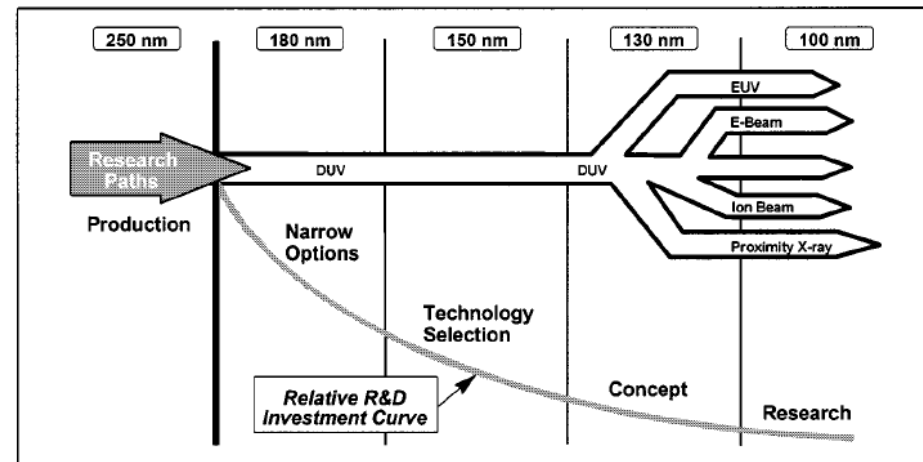 250 nm
180 nm
150 nm
130 nm
100 nm
EUV
E-Beam
Research
Paths
DUV
DUV
Ion Beam
Production
Narrow
Options
Proximity X-ray
Technology
Selection
Relative R&D
Investment Curve
Concept
Research